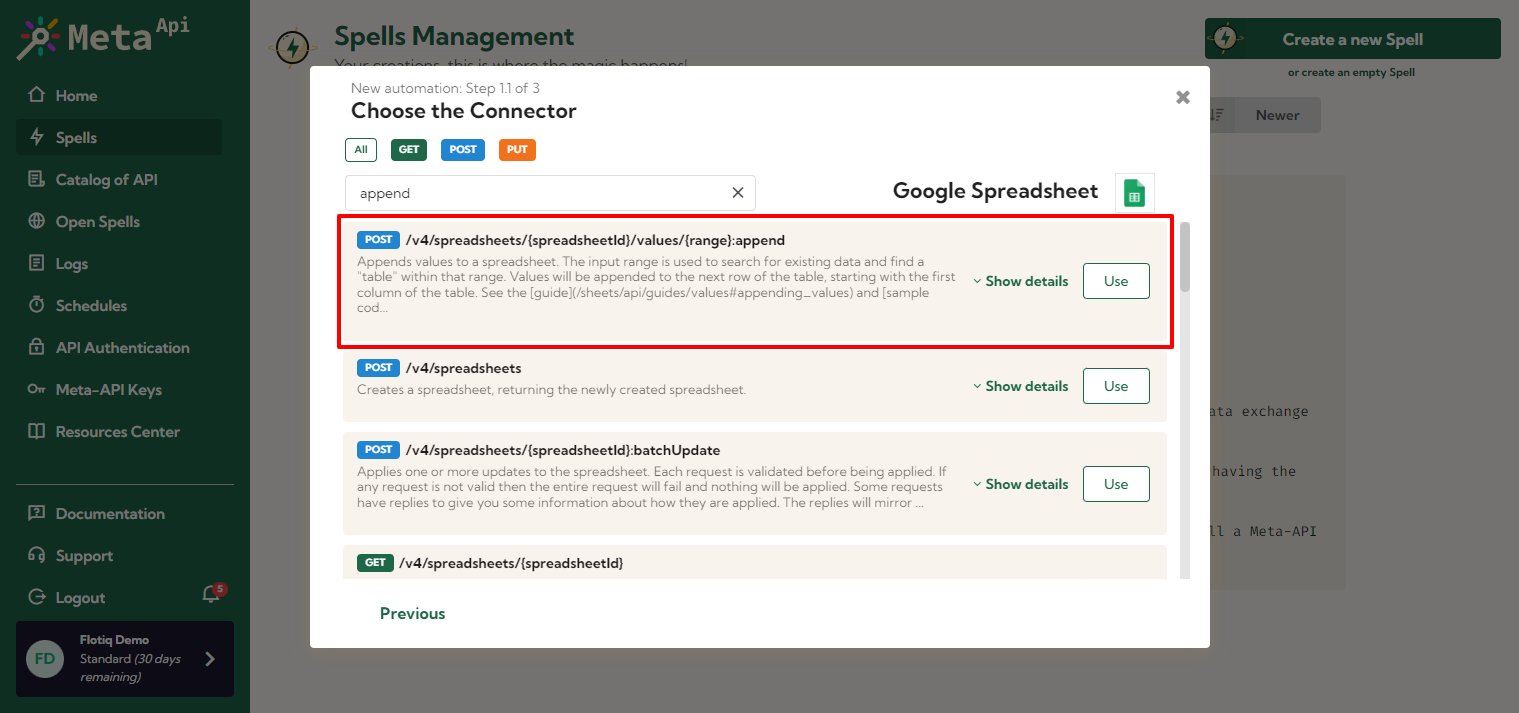 Meta Api
Home
Spells
Catalog of API
Open Spells
Logs
Schedules
API Authentication
Meta-API Keys
Resources Center
Documentation
Support
Logout
5
FD
Flotiq Demo
Standard (30 days
remaining)
Spells Management
Your creations, this is where the magic happens!
Create a new Spell
or create an empty Spell
Newer
New automation: Step 1.1 of 3
Choose the Connector
All GET POST PUT
append
Google Spreadsheet
POST /v4/spreadsheets/{spreadsheetId}/values/{range}:append
Appends values to a spreadsheet. The input range is used to search for existing data and find a
"table" within that range. Values will be appended to the next row of the table, starting with the first
column of the table. See the [guide](/sheets/api/guides/values#appending_values) and [sample
cod...
Show details
Use
POST /v4/spreadsheets
Creates a spreadsheet, returning the newly created spreadsheet.
Show details
Use
POST /v4/spreadsheets/{spreadsheetId}:batchUpdate
Applies one or more updates to the spreadsheet. Each request is validated before being applied. If
any request is not valid then the entire request will fail and nothing will be applied. Some requests
have replies to give you some information about how they are applied. The replies will mirror ...
Show details
Use
GET /v4/spreadsheets/{spreadsheetId}
Previous
exchange
having the
a Meta-API